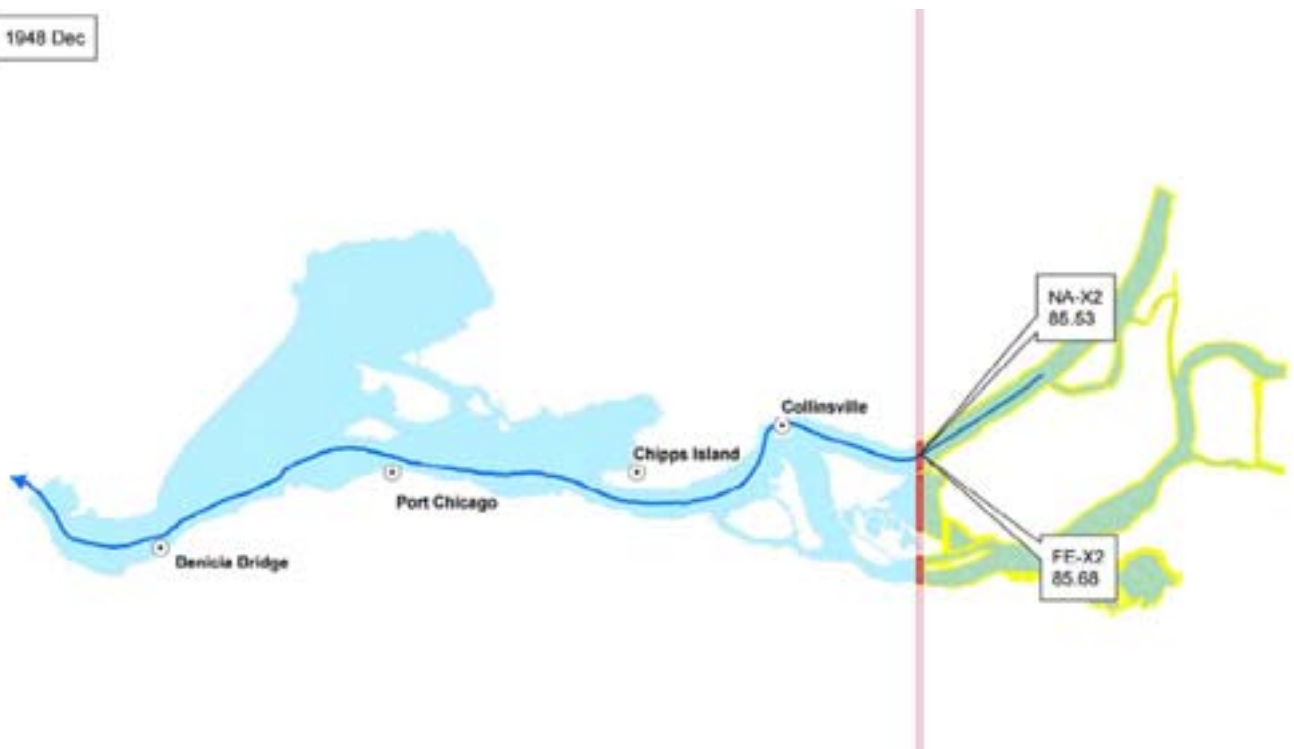 1948 Dec
NA-X2
85.53
Collinsville
Chipps Island
Port Chicago
Denicia Dridge
FE-X2
85.68